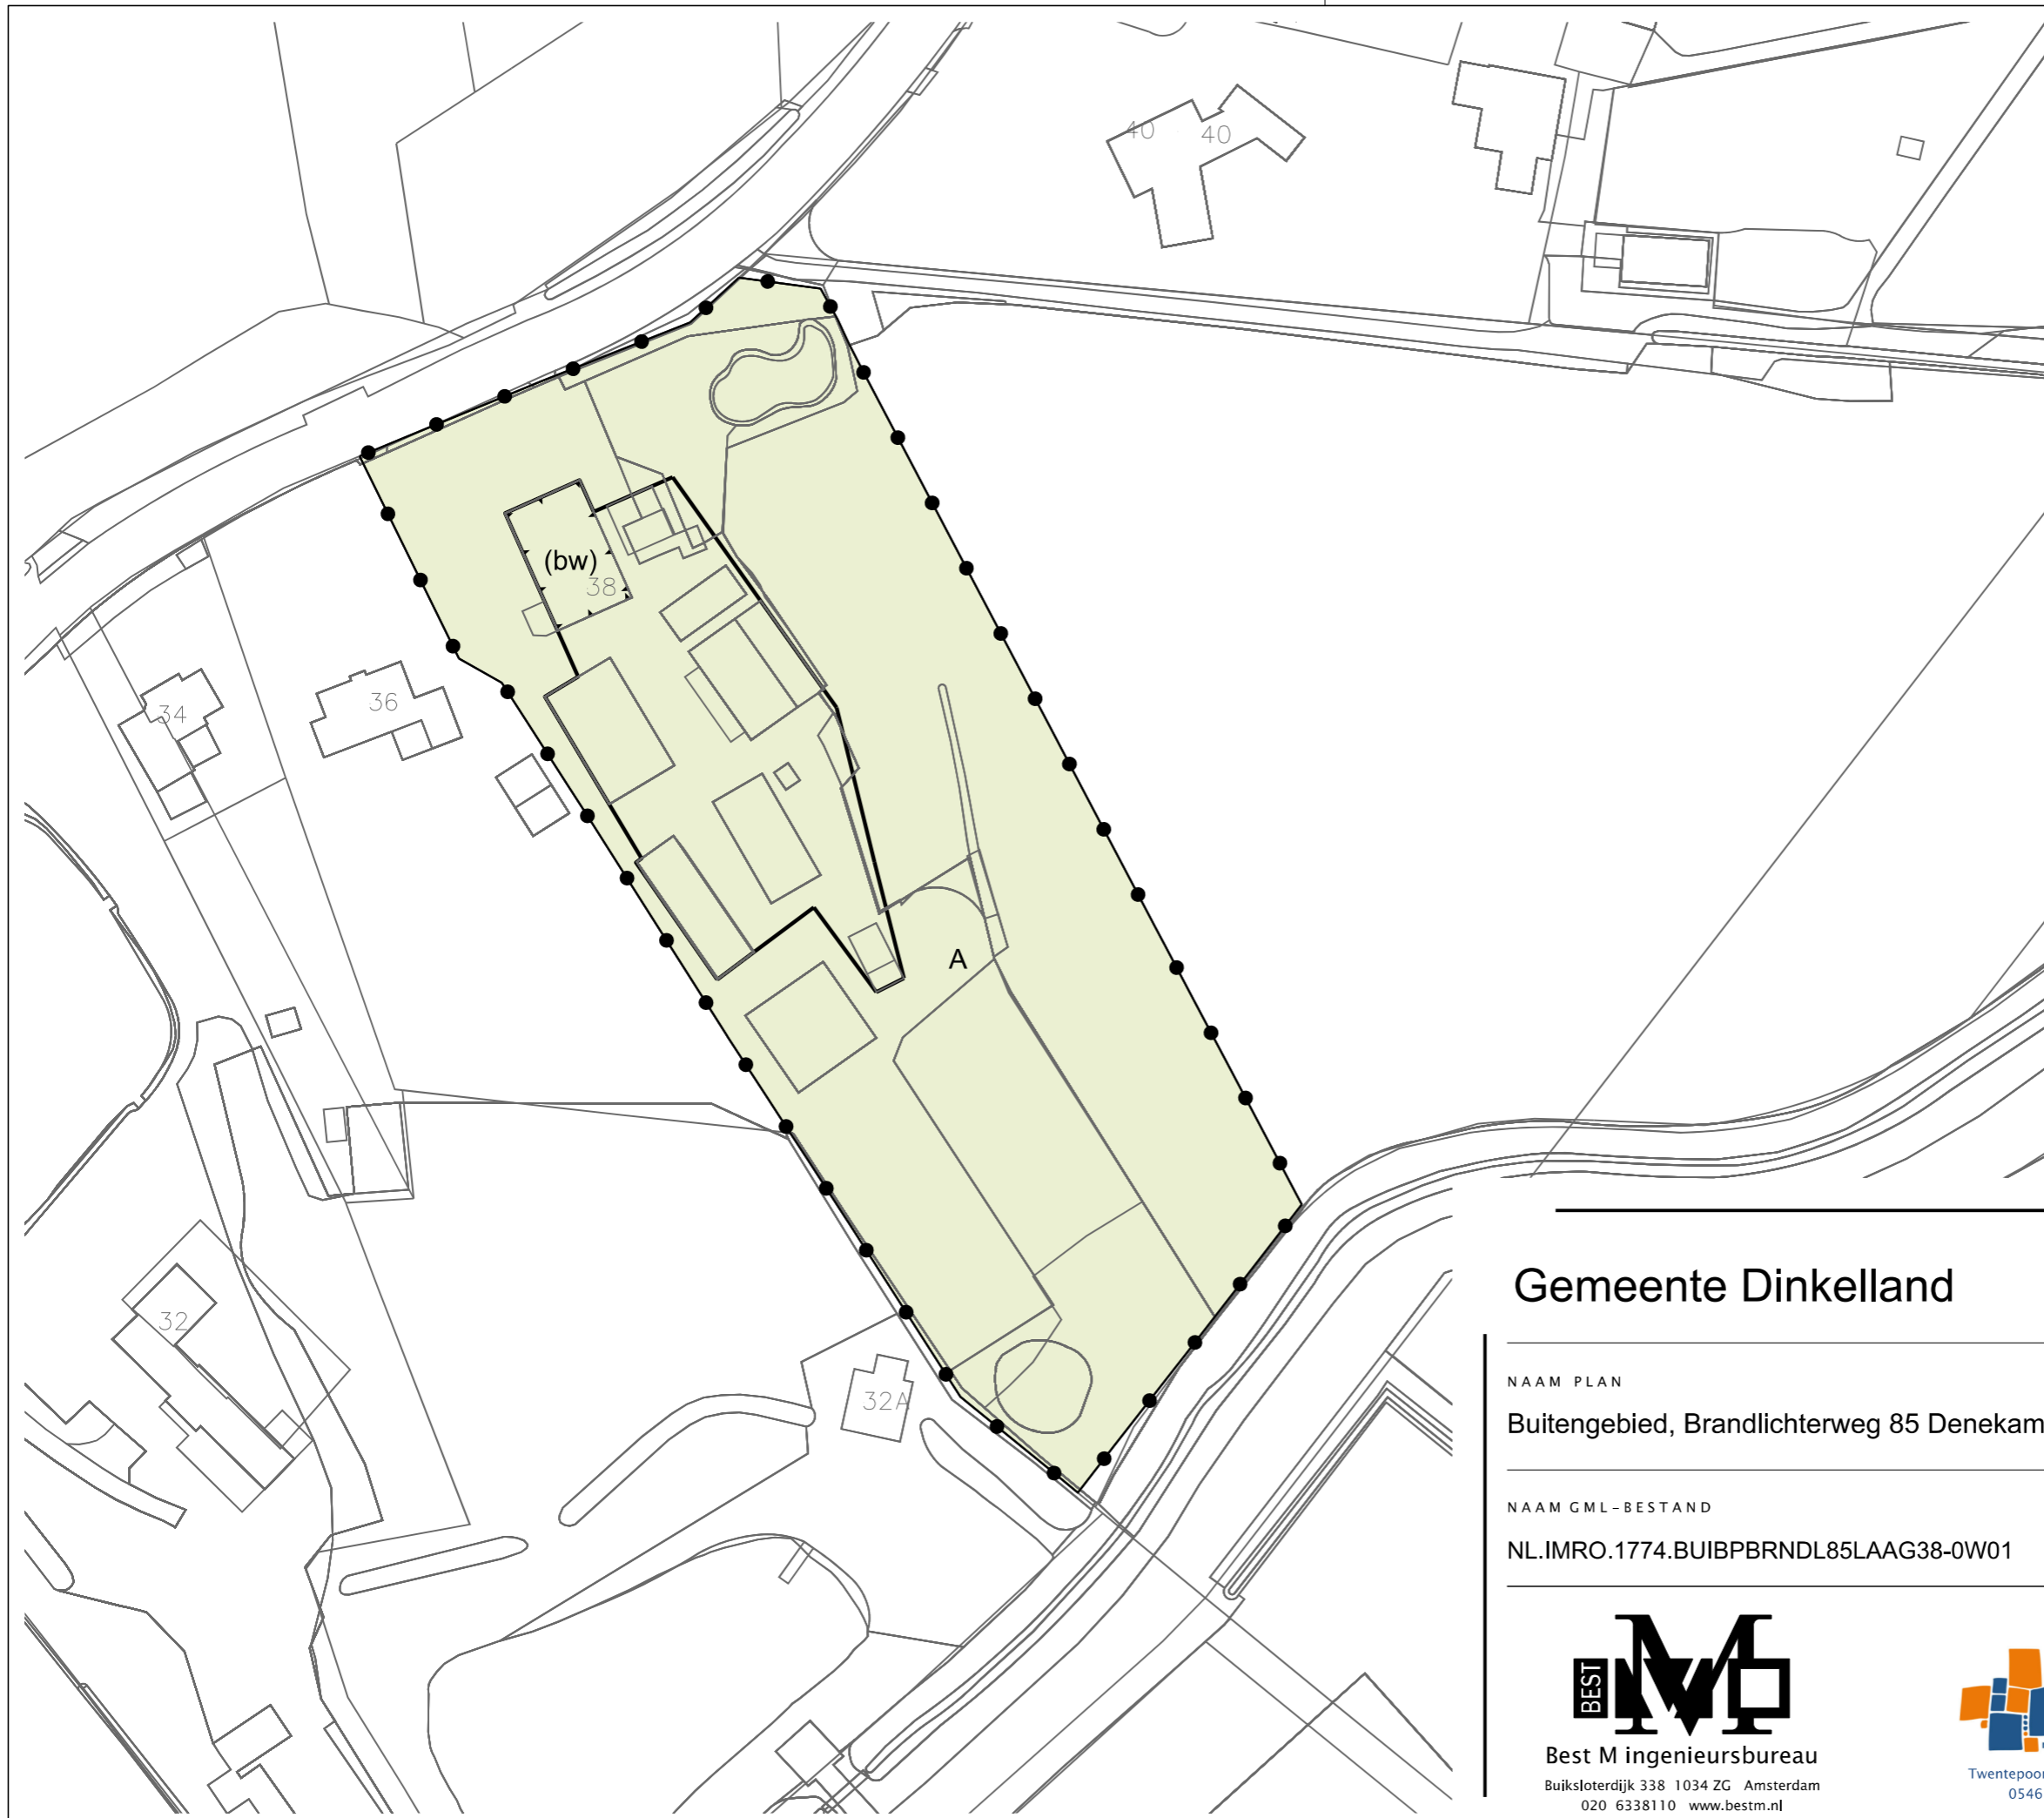 40 40
(bw)
38
34
36
A
32
32A
Gemeente Dinkelland
NAAM PLAN
Buitengebied, Brandlichterweg 85 Denekam
NAAM GML-BESTAND
NL.IMRO.1774.BUIBPBRNDL85LAAG38-0W01
BEST
M
Best M ingenieursbureau
Buiksloterdijk 338 1034 ZG Amsterdam
020 6338110 www.bestm.nl
Twentepoor
0546